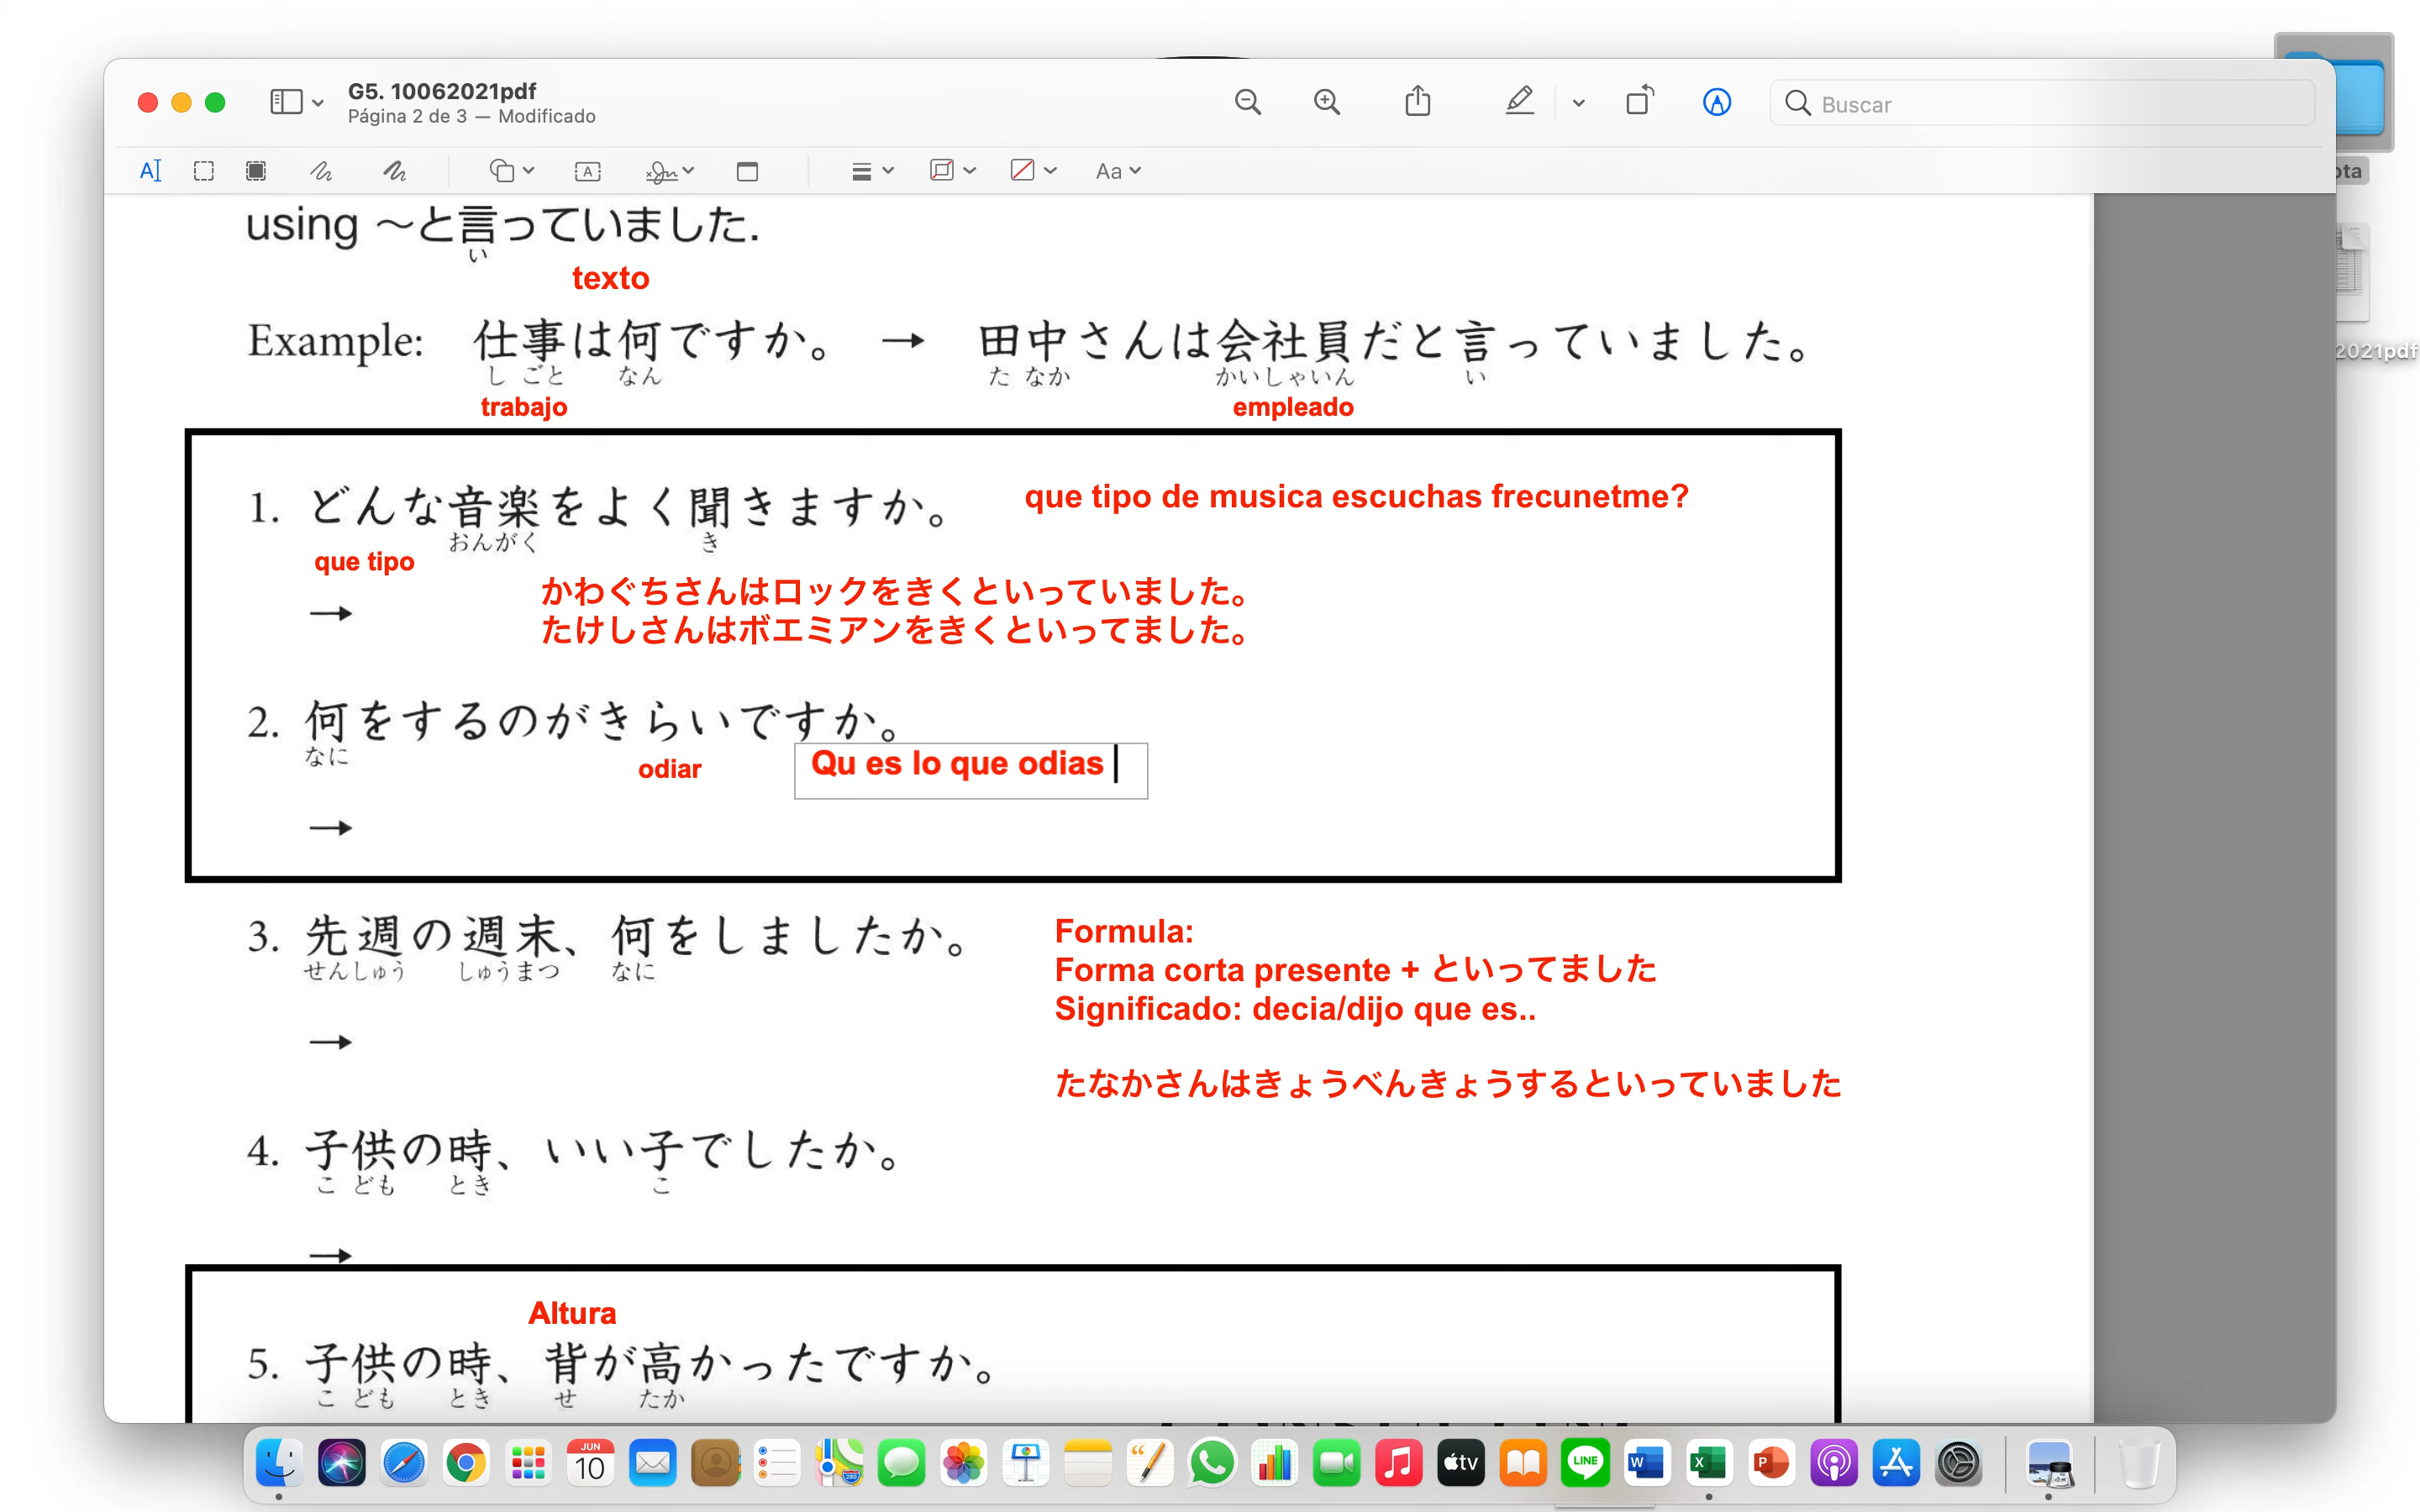 G5. 10062021pdf
Página 2 de 3 — Modificado
Buscar
Aa
ota
2021pdf
using ～と言っていました.
い
texto
Example: 仕事は何ですか。 → 田中さんは会社員だと言っていました。
し ごと なん た なか かいしゃいん い
trabajo empleado
1. どんな音楽をよく聞きますか。 que tipo de musica escuchas frecunetme?
おんがく き
que tipo
→ かわぐちさんはロックをきくといっていました。
たけしさんはボエミアンをきくといってました。
2. 何をするのがきらいですか。
なに
odiar Qu es lo que odias
→
3. 先週の週末、何をしましたか。
せんしゅう しゅうまつ なに
→
Formula:
Forma corta presente + といってました
Significado: decia/dijo que es..
たなかさんはきょうべんきょうするといっていました
4. 子供の時、いい子でしたか。
こ ども とき こ
→
Altura
5. 子供の時、背が高かったですか。
こ ども とき せ たか
JUN
10
280
tv
LINE
W
X
P